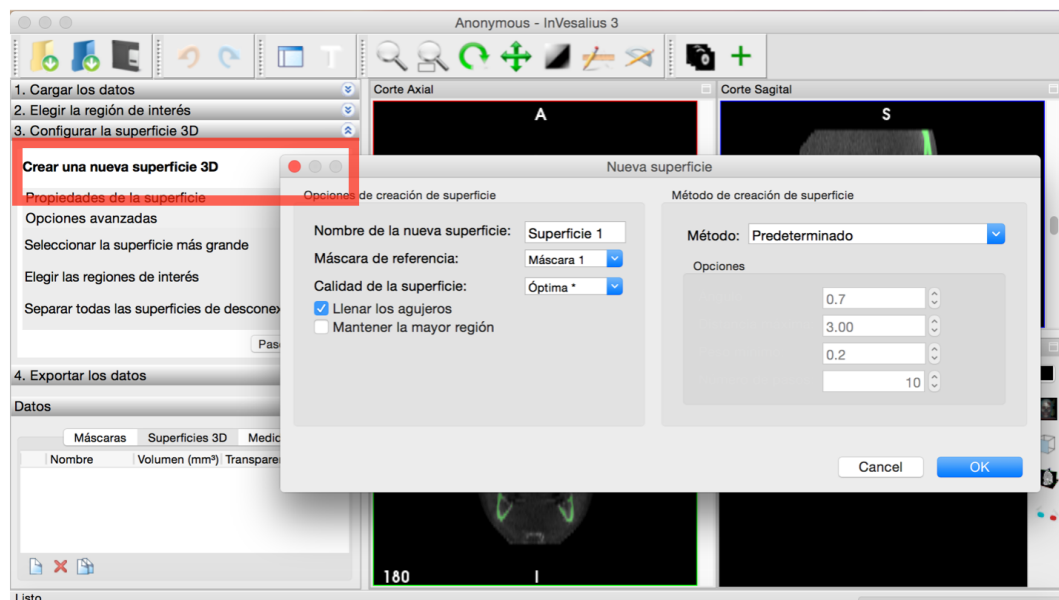 Anonymous - InVesalius 3
1. Cargar los datos
2. Elegir la región de interés
3. Configurar la superficie 3D
Crear una nueva superficie 3D
Propiedades de la superficie
Opciones avanzadas
Seleccionar la superficie más grande
Elegir las regiones de interés
Separar todas las superficies de desconex
Pas
4. Exportar los datos
Datos
Máscaras Superficies 3D Medic
Nombre Volumen (mm³) Transpare
Listo
Corte Axial
A
Corte Sagital
S
Nueva superficie
Opciones de creación de superficie
Nombre de la nueva superficie: Superficie 1
Máscara de referencia: Máscara 1
Calidad de la superficie: Óptima *
Llenar los agujeros
Mantener la mayor región
Método de creación de superficie
Método: Predeterminado
Opciones
0.7
3.00
0.2
10
Cancel OK
180 I